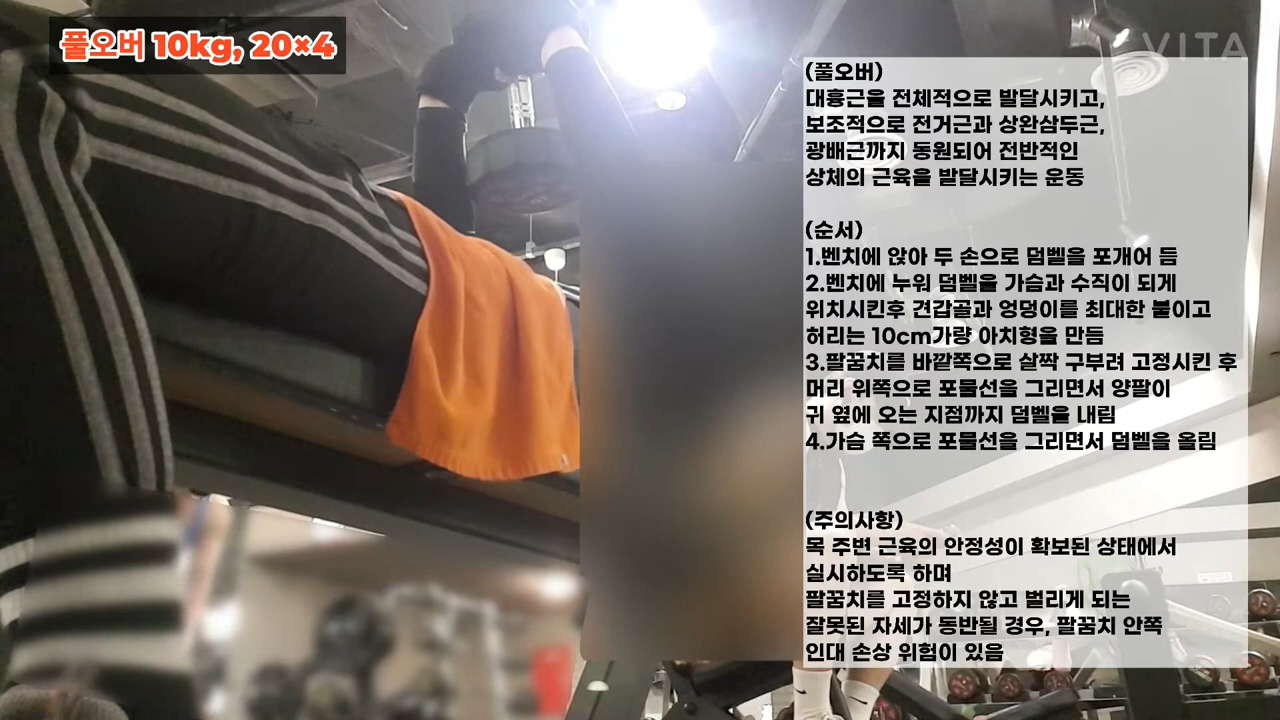 풀오버 10kg, 20×4
VITA
(풀오버)
대흉근을 전체적으로 발달시키고,
보조적으로 전거근과 상완삼두근,
광배근까지 동원되어 전반적인
상체의 근육을 발달시키는 운동
(순서)
1.벤치에 앉아 두 손으로 덤벨을 포개어 듬
2.벤치에 누워 덤벨을 가슴과 수직이 되게
위치시킨후 견갑골과 엉덩이를 최대한 붙이고
허리는 10cm가량 아치형을 만듬
3.팔꿈치를 바깥쪽으로 살짝 구부려 고정시킨 후
머리 위쪽으로 포물선을 그리면서 양팔이
귀 옆에 오는 지점까지 덤벨을 내림
4.가슴 쪽으로 포물선을 그리면서 덤벨을 올림
(주의사항)
목 주변 근육의 안정성이 확보된 상태에서
실시하도록 하며
팔꿈치를 고정하지 않고 벌리게 되는
잘못된 자세가 동반될 경우, 팔꿈치 안쪽
인대 손상 위험이 있음